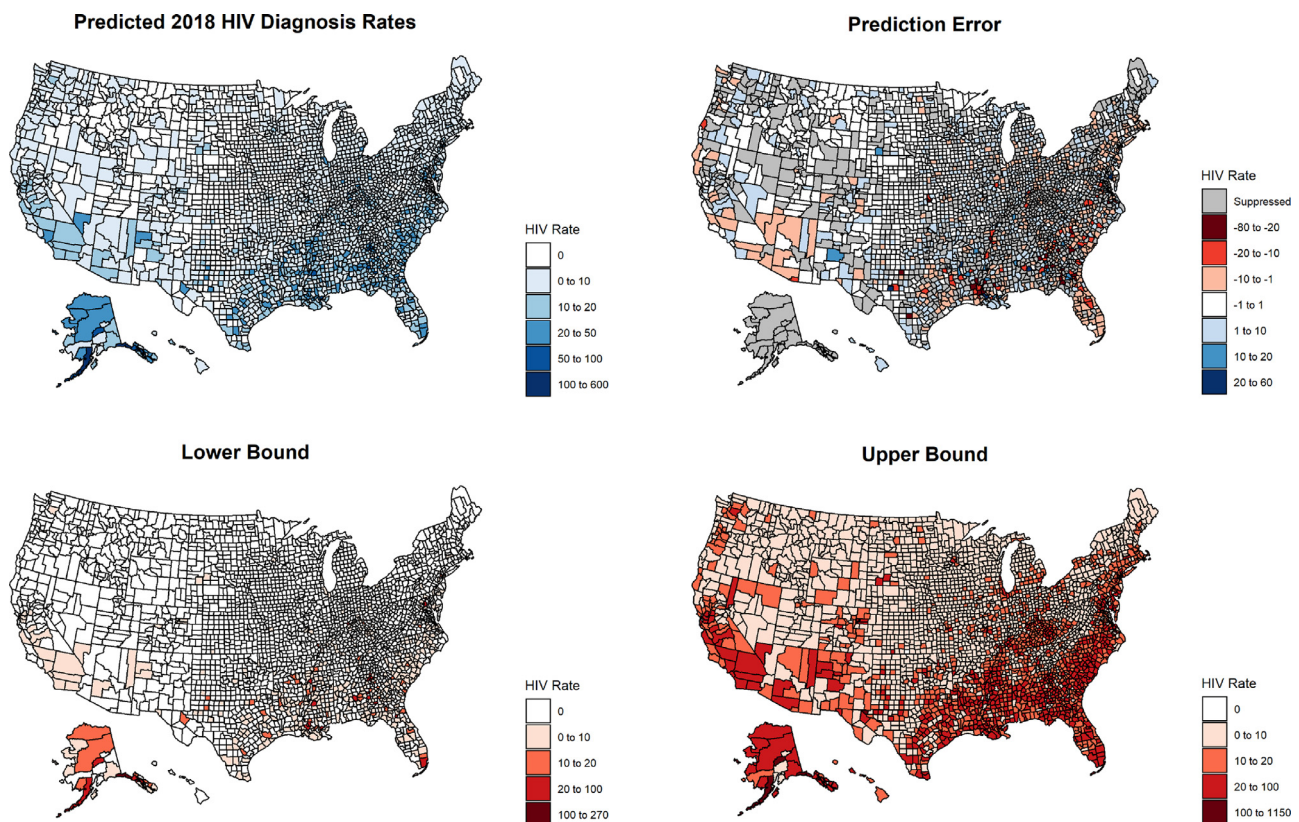 Predicted 2018 HIV Diagnosis Rates
HIV Rate
0
0 to 10
10 to 20
20 to 50
50 to 100
100 to 600
Prediction Error
HIV Rate
Suppressed
-80 to -20
-20 to -10
-10 to -1
-1 to 1
1 to 10
10 to 20
20 to 60
Lower Bound
HIV Rate
0
0 to 10
10 to 20
20 to 100
100 to 270
Upper Bound
HIV Rate
0
0 to 10
10 to 20
20 to 100
100 to 1150